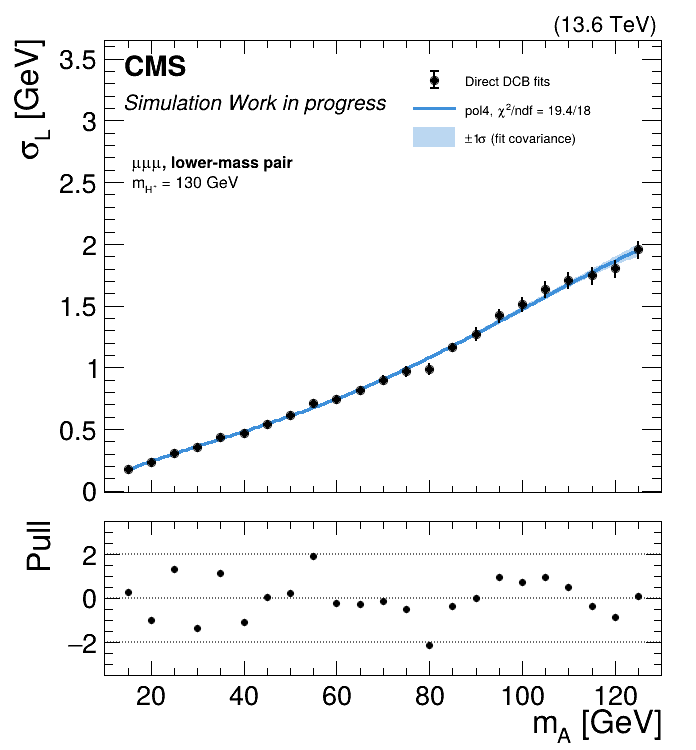 (13.6 TeV)
CMS
Simulation Work in progress
μμμ, lower-mass pair
m_H⁻ = 130 GeV
Direct DCB fits
pol4, χ²/ndf = 19.4/18
±1σ (fit covariance)
σ_L [GeV]
3.5
3
2.5
2
1.5
1
0.5
0
Pull
2
0
−2
20 40 60 80 100 120
m_A [GeV]